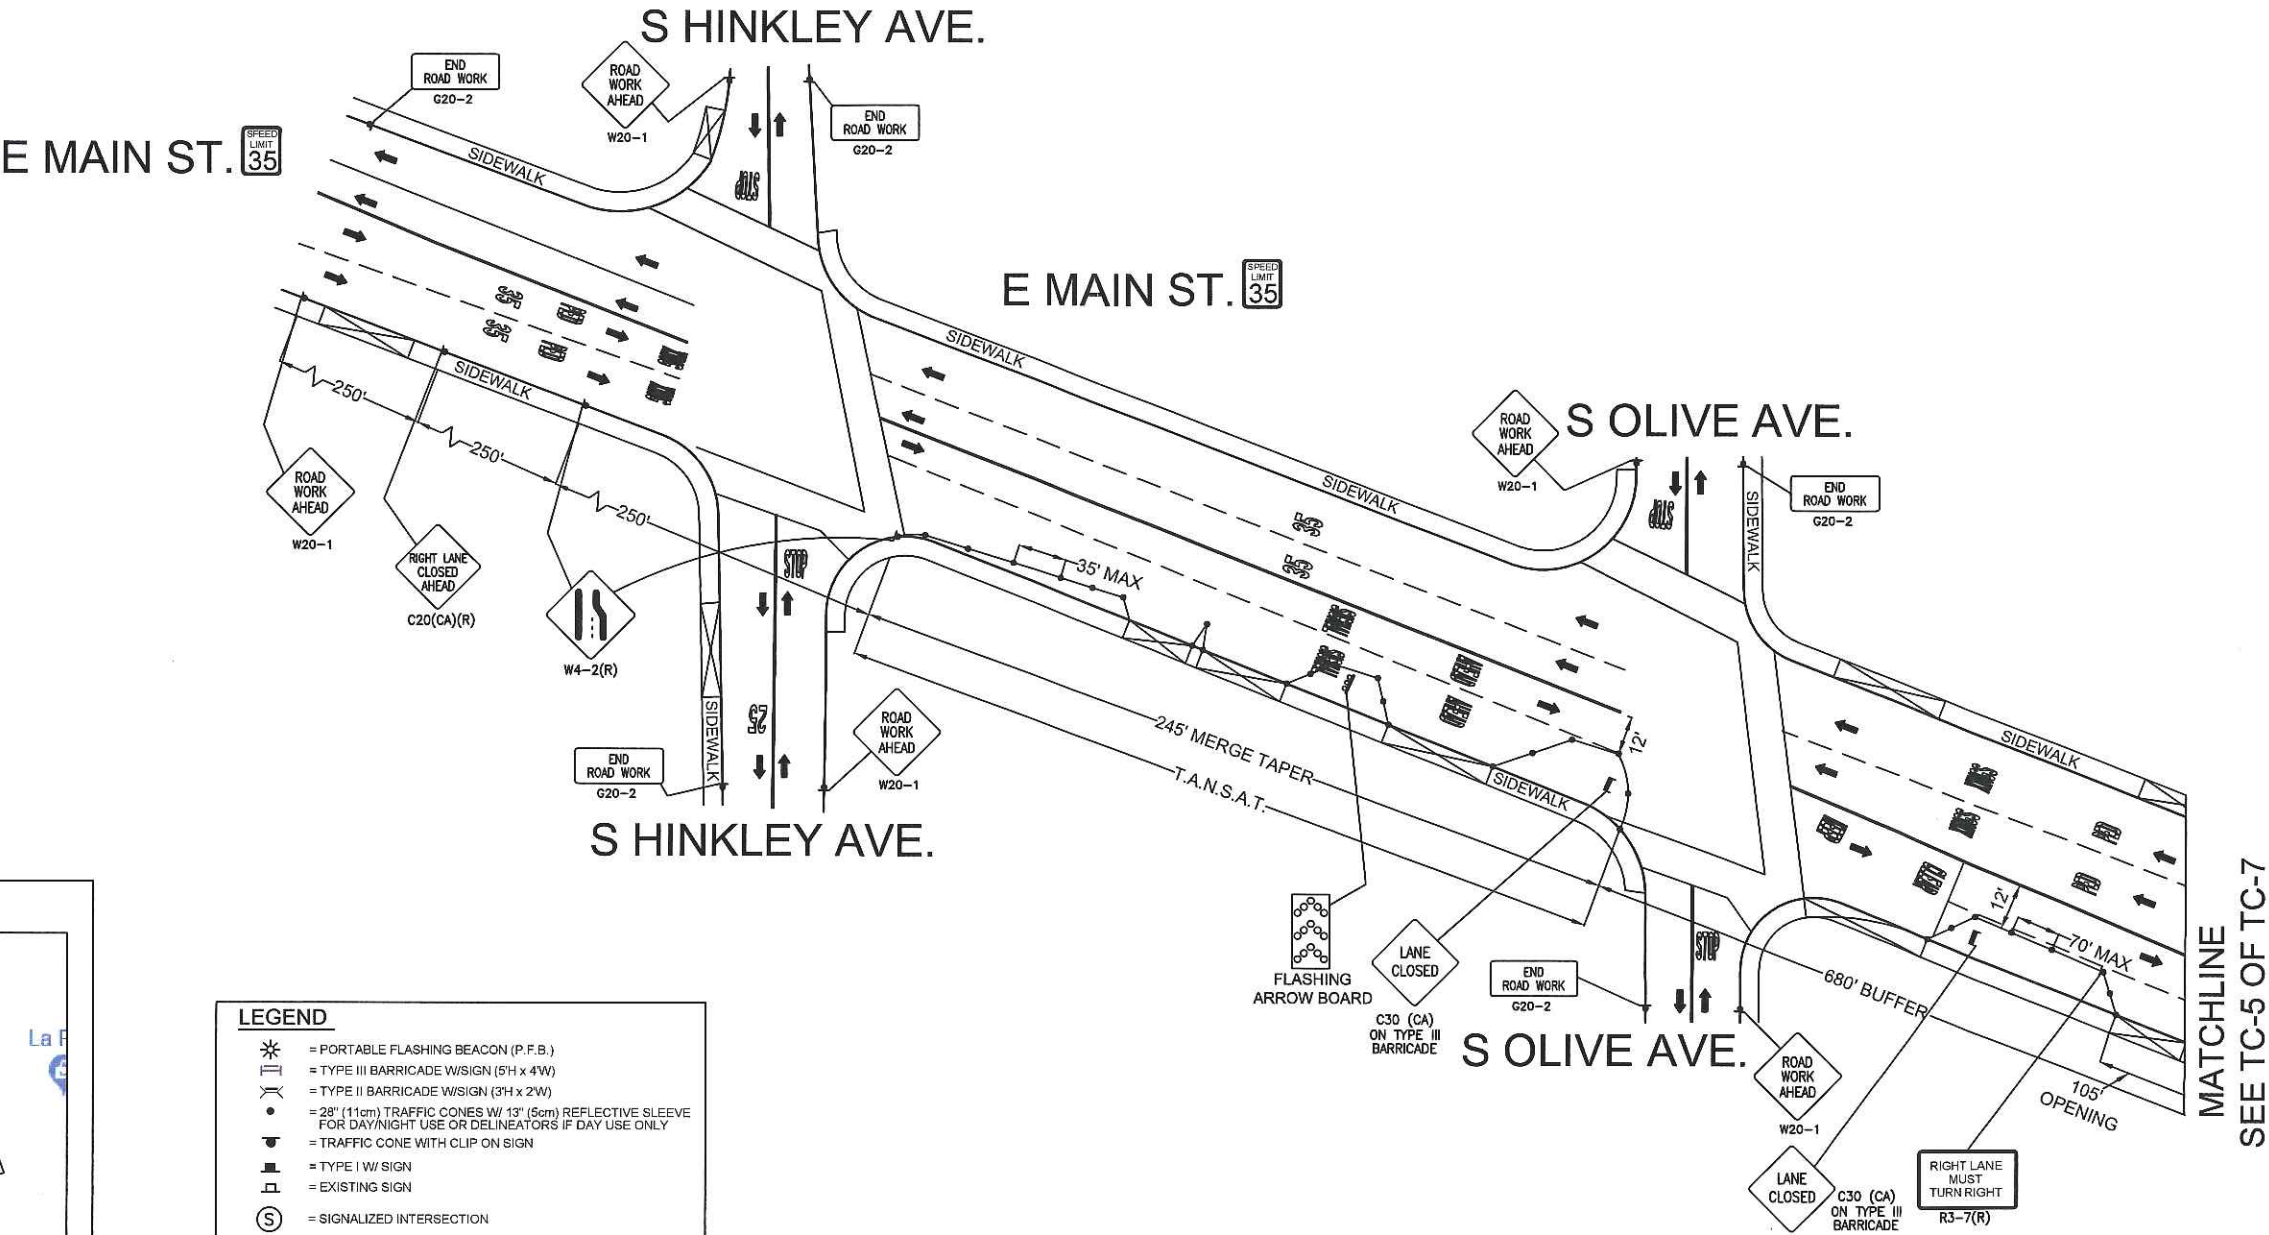 S HINKLEY AVE.
END
ROAD WORK
G20-2
ROAD
WORK
AHEAD
W20-1
END
ROAD WORK
G20-2
E MAIN ST.
SPEED
LIMIT
35
SIDEWALK
STOP
E MAIN ST.
SPEED
LIMIT
35
35
35
SIDEWALK
SIDEWALK
250'
250'
250'
ROAD
WORK
AHEAD
W20-1
RIGHT LANE
CLOSED
AHEAD
C20(CA)(R)
W4-2(R)
STOP
25
SIDEWALK
END
ROAD WORK
G20-2
ROAD
WORK
AHEAD
W20-1
S HINKLEY AVE.
35' MAX
SIDEWALK
35
35
ROAD
WORK
AHEAD
W20-1
S OLIVE AVE.
STOP
SIDEWALK
END
ROAD WORK
G20-2
245' MERGE TAPER
T.A.N.S.A.T.
12'
SIDEWALK
SIDEWALK
FLASHING
ARROW BOARD
LANE
CLOSED
C30 (CA)
ON TYPE III
BARRICADE
END
ROAD WORK
G20-2
S OLIVE AVE.
STOP
12'
70' MAX
680' BUFFER
105'
OPENING
ROAD
WORK
AHEAD
W20-1
LANE
CLOSED
C30 (CA)
ON TYPE III
BARRICADE
RIGHT LANE
MUST
TURN RIGHT
R3-7(R)
MATCHLINE
SEE TC-5 OF TC-7
La
LEGEND
= PORTABLE FLASHING BEACON (P.F.B.)
= TYPE III BARRICADE W/SIGN (5'H x 4'W)
= TYPE II BARRICADE W/SIGN (3'H x 2'W)
= 28" (11cm) TRAFFIC CONES W/ 13" (5cm) REFLECTIVE SLEEVE
FOR DAY/NIGHT USE OR DELINEATORS IF DAY USE ONLY
= TRAFFIC CONE WITH CLIP ON SIGN
= TYPE I W/ SIGN
= EXISTING SIGN
S = SIGNALIZED INTERSECTION